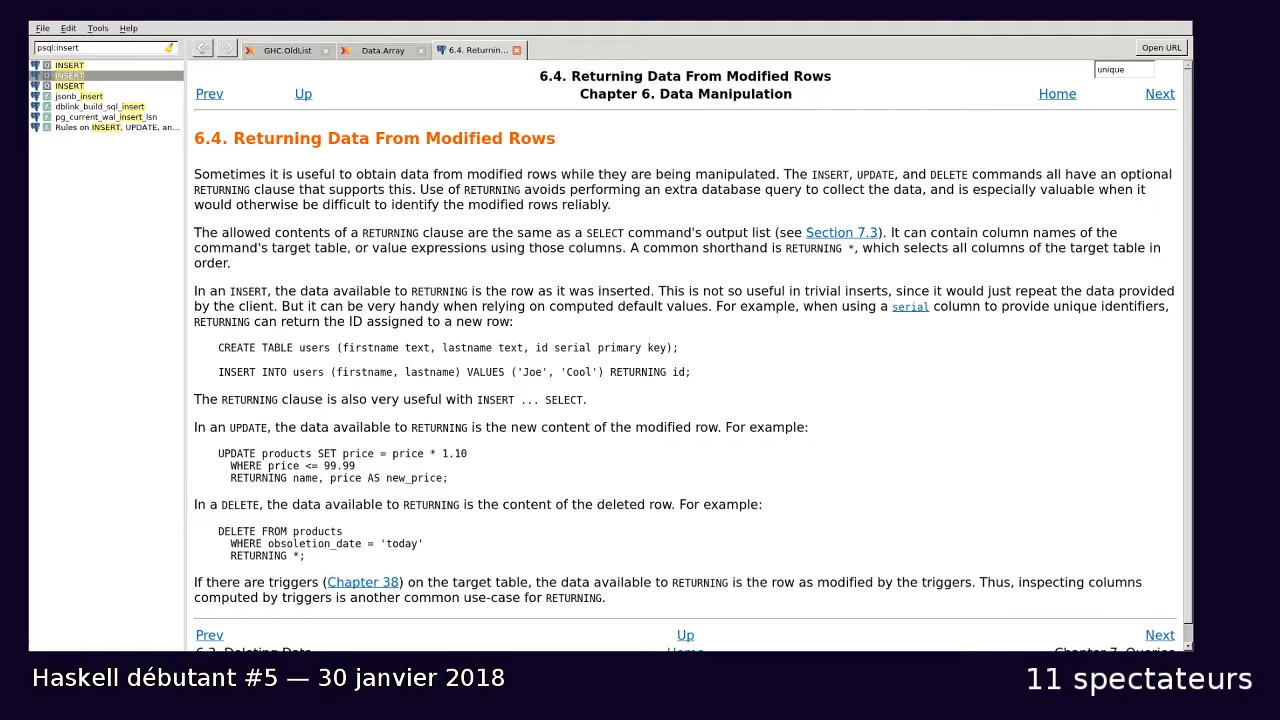 File Edit Tools Help
psql:insert
GHC.OldList
Data.Array
6.4. Returnin...
Open URL
INSERT
INSERT
INSERT
jsonb_insert
dblink_build_sql_insert
pg_current_wal_insert_lsn
Rules on INSERT, UPDATE, an...
unique
6.4. Returning Data From Modified Rows
Prev Up Chapter 6. Data Manipulation Home Next
6.4. Returning Data From Modified Rows
Sometimes it is useful to obtain data from modified rows while they are being manipulated. The INSERT, UPDATE, and DELETE commands all have an optional
RETURNING clause that supports this. Use of RETURNING avoids performing an extra database query to collect the data, and is especially valuable when it
would otherwise be difficult to identify the modified rows reliably.
The allowed contents of a RETURNING clause are the same as a SELECT command's output list (see Section 7.3). It can contain column names of the
command's target table, or value expressions using those columns. A common shorthand is RETURNING *, which selects all columns of the target table in
order.
In an INSERT, the data available to RETURNING is the row as it was inserted. This is not so useful in trivial inserts, since it would just repeat the data provided
by the client. But it can be very handy when relying on computed default values. For example, when using a serial column to provide unique identifiers,
RETURNING can return the ID assigned to a new row:
CREATE TABLE users (firstname text, lastname text, id serial primary key);
INSERT INTO users (firstname, lastname) VALUES ('Joe', 'Cool') RETURNING id;
The RETURNING clause is also very useful with INSERT ... SELECT.
In an UPDATE, the data available to RETURNING is the new content of the modified row. For example:
UPDATE products SET price = price * 1.10
WHERE price <= 99.99
RETURNING name, price AS new_price;
In a DELETE, the data available to RETURNING is the content of the deleted row. For example:
DELETE FROM products
WHERE obsoletion_date = 'today'
RETURNING *;
If there are triggers (Chapter 38) on the target table, the data available to RETURNING is the row as modified by the triggers. Thus, inspecting columns
computed by triggers is another common use-case for RETURNING.
Prev Up Next
6.3. Deleting Data Home Chapter 7. Queries
Haskell débutant #5 — 30 janvier 2018
11 spectateurs